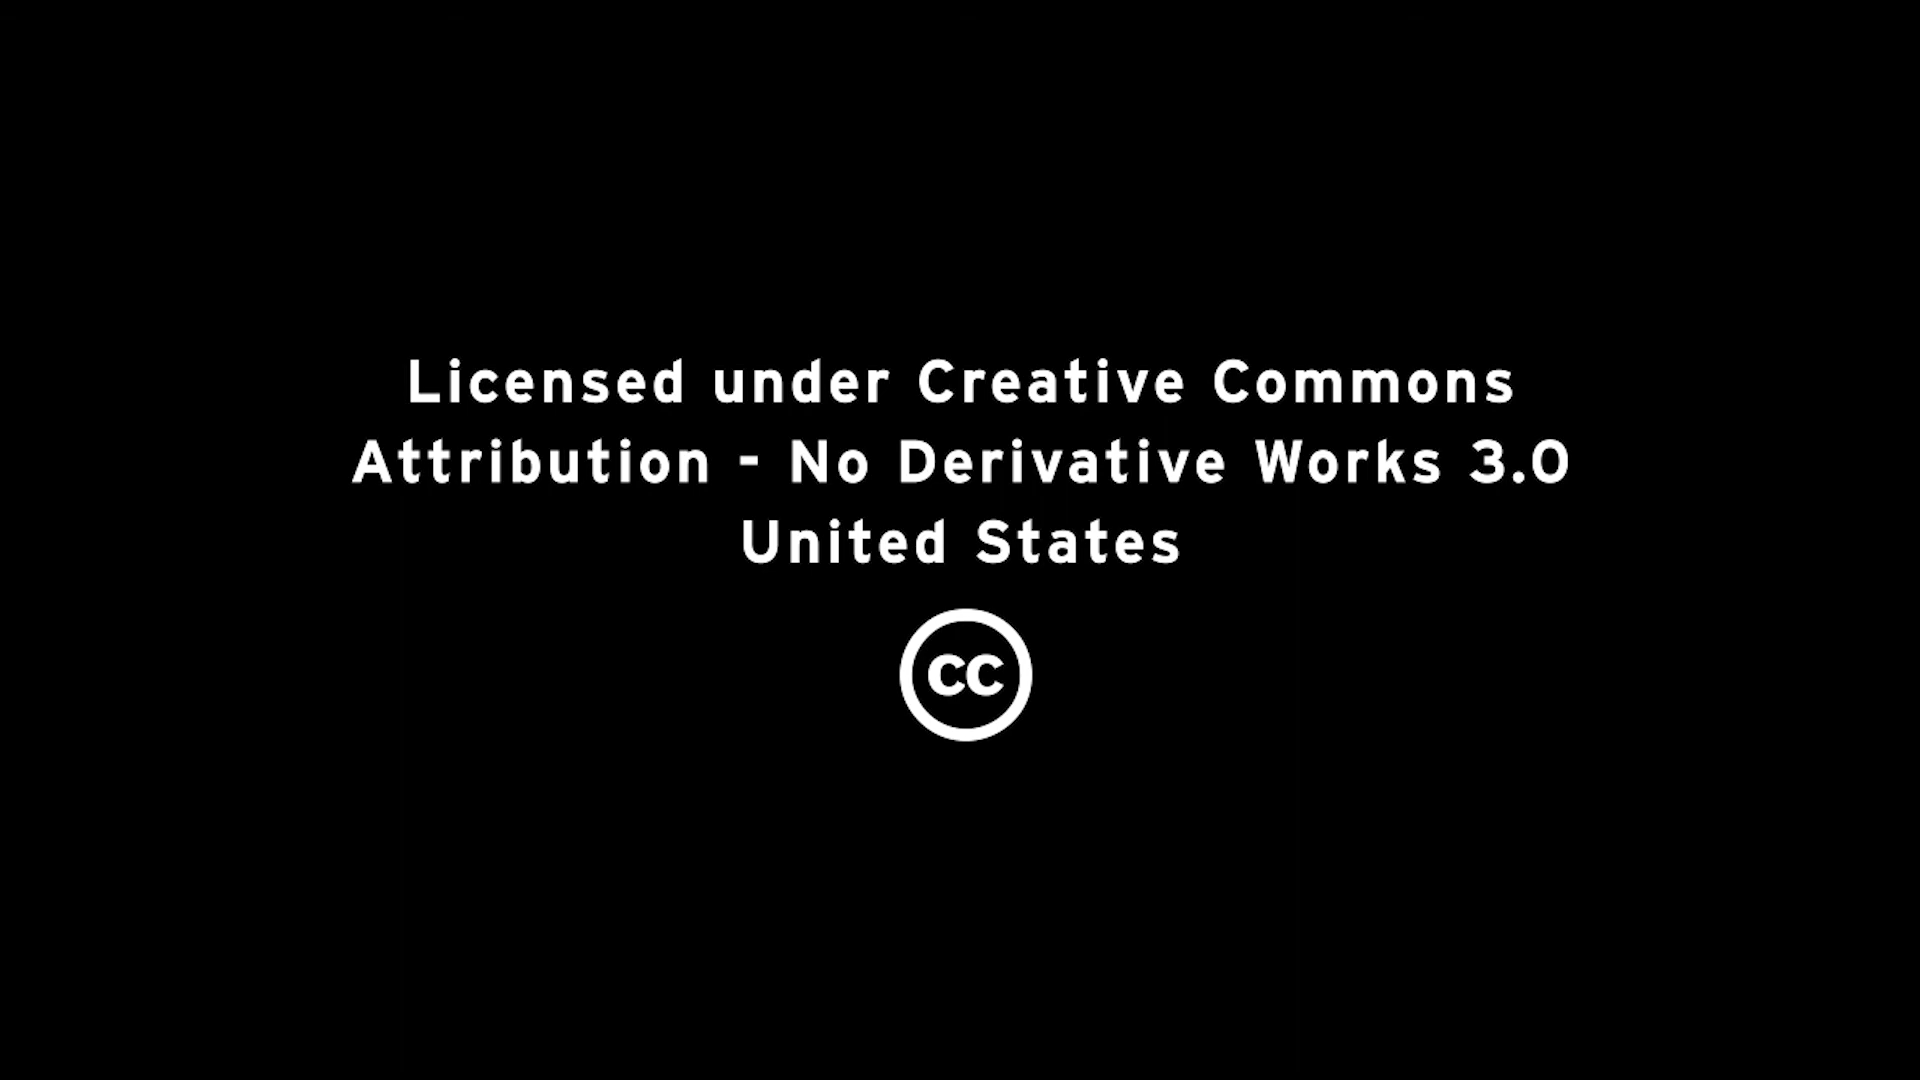 Licensed under Creative Commons
Attribution - No Derivative Works 3.0
United States
cc